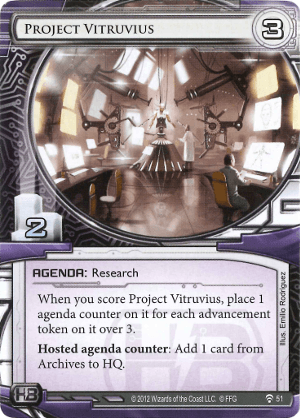 PROJECT VITRUVIUS
3
2
AGENDA: Research
When you score Project Vitruvius, place 1
agenda counter on it for each advancement
token on it over 3.
Hosted agenda counter: Add 1 card from
Archives to HQ.
Illus. Emilio Rodriguez
HB
© 2012 Wizards of the Coast LLC. © FFG
51